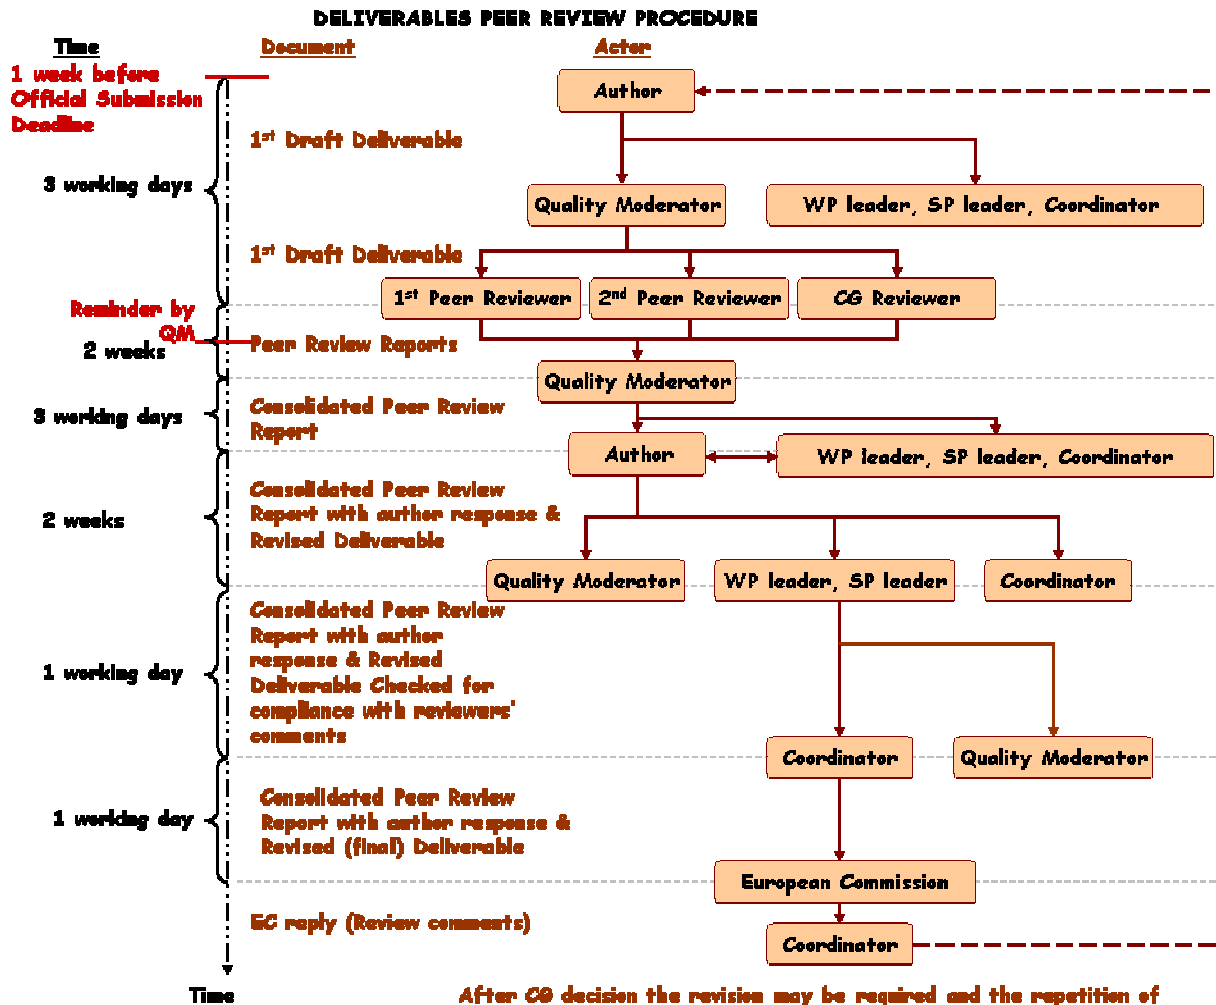 DELIVERABLES PEER REVIEW PROCEDURE
Time
Document
Actor
1 week before
Official Submission
Deadline
Author
1st Draft Deliverable
3 working days
Quality Moderator
WP leader, SP leader, Coordinator
1st Draft Deliverable
1st Peer Reviewer
2nd Peer Reviewer
CG Reviewer
Reminder by
QM
2 weeks
Peer Review Reports
Quality Moderator
3 working days
Consolidated Peer Review
Report
Author
WP leader, SP leader, Coordinator
2 weeks
Consolidated Peer Review
Report with author response &
Revised Deliverable
Quality Moderator
WP leader, SP leader
Coordinator
1 working day
Consolidated Peer Review
Report with author
response & Revised
Deliverable Checked for
compliance with reviewers'
comments
Coordinator
Quality Moderator
1 working day
Consolidated Peer Review
Report with author response &
Revised (final) Deliverable
European Commission
EC reply (Review comments)
Coordinator
Time
After CG decision the revision may be required and the repetition of